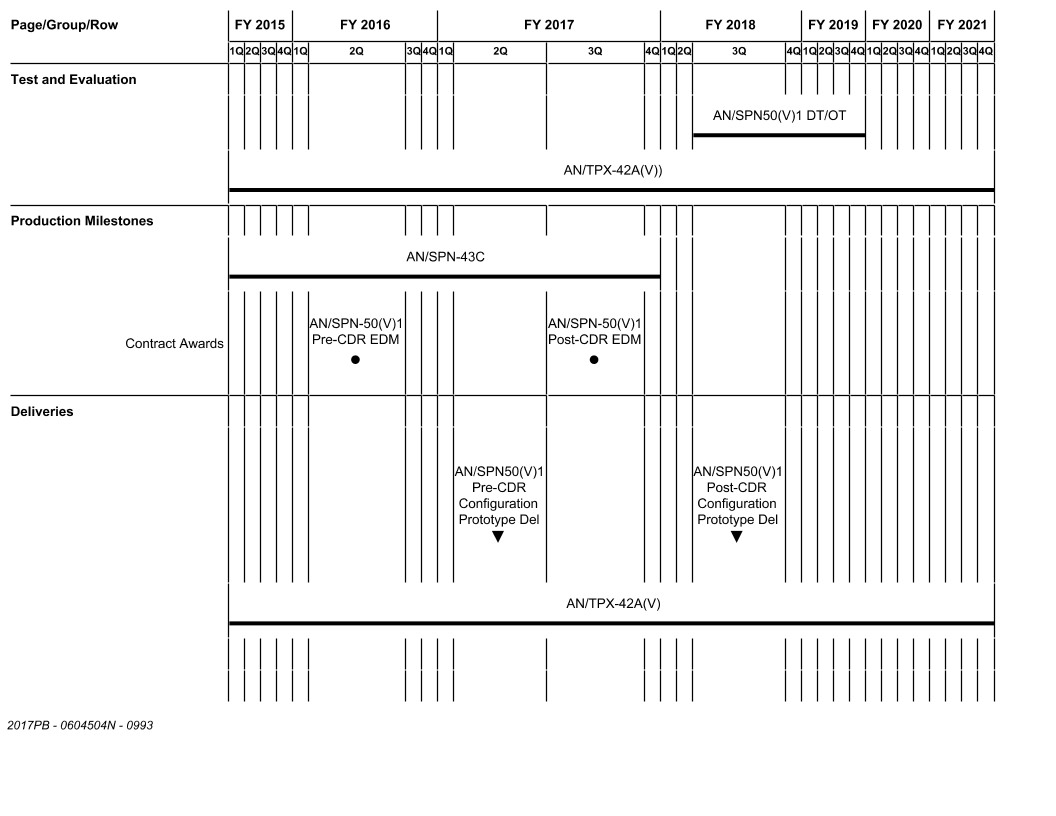 Page/Group/Row FY 2015 FY 2016 FY 2017 FY 2018 FY 2019 FY 2020 FY 2021
1Q 2Q 3Q 4Q 1Q 2Q 3Q 4Q 1Q 2Q 3Q 4Q 1Q 2Q 3Q 4Q 1Q 2Q 3Q 4Q 1Q 2Q 3Q 4Q 1Q 2Q 3Q 4Q
Test and Evaluation
AN/SPN50(V)1 DT/OT
AN/TPX-42A(V))
Production Milestones
AN/SPN-43C
Contract Awards
AN/SPN-50(V)1
Pre-CDR EDM
AN/SPN-50(V)1
Post-CDR EDM
Deliveries
AN/SPN50(V)1
Pre-CDR
Configuration
Prototype Del
AN/SPN50(V)1
Post-CDR
Configuration
Prototype Del
AN/TPX-42A(V)
2017PB - 0604504N - 0993